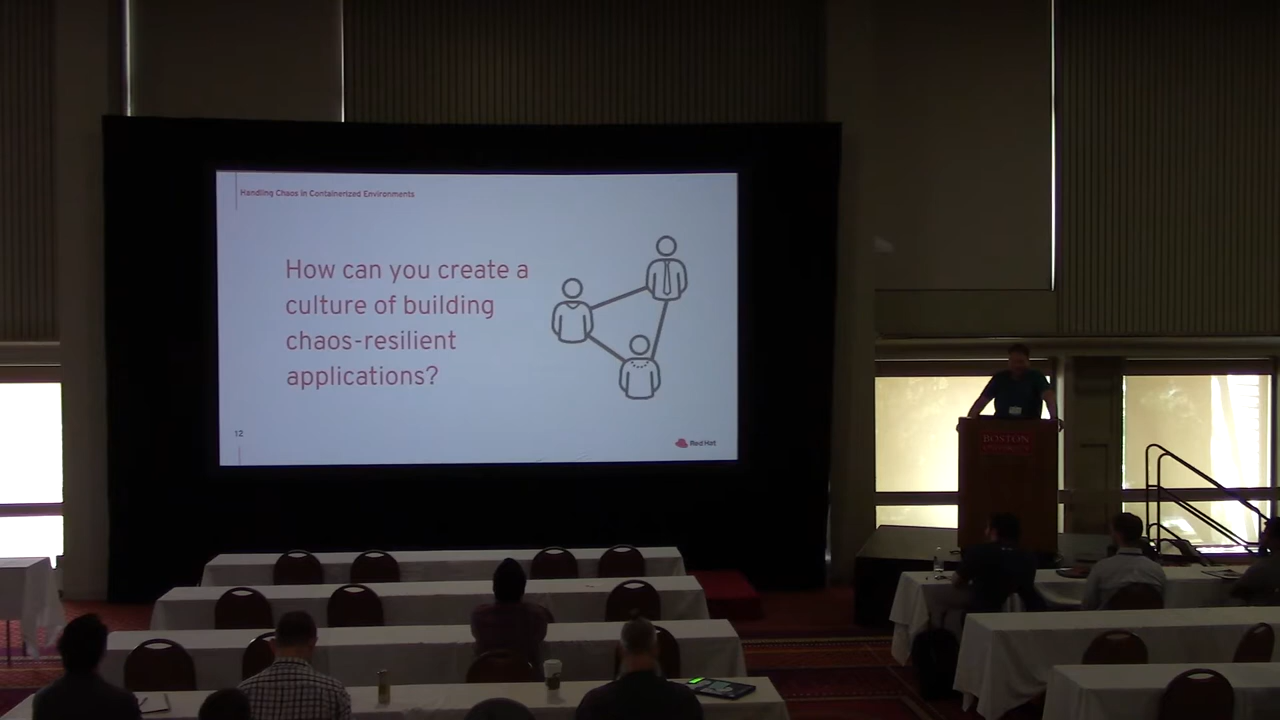 Handling Chaos in Containerized Environments
How can you create a
culture of building
chaos-resilient
applications?
12
Red Hat
BOSTON